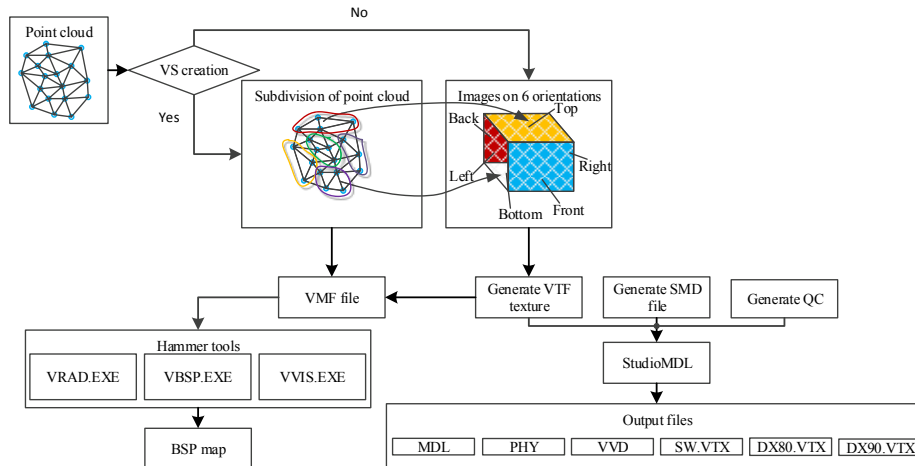 No
Point cloud
VS creation
Yes
Subdivision of point cloud
Images on 6 orientations
Back
Top
Right
Left
Bottom
Front
VMF file
Generate VTF
texture
Generate SMD
file
Generate QC
Hammer tools
VRAD.EXE
VBSP.EXE
VVIS.EXE
StudioMDL
BSP map
Output files
MDL
PHY
VVD
SW.VTX
DX80.VTX
DX90.VTX